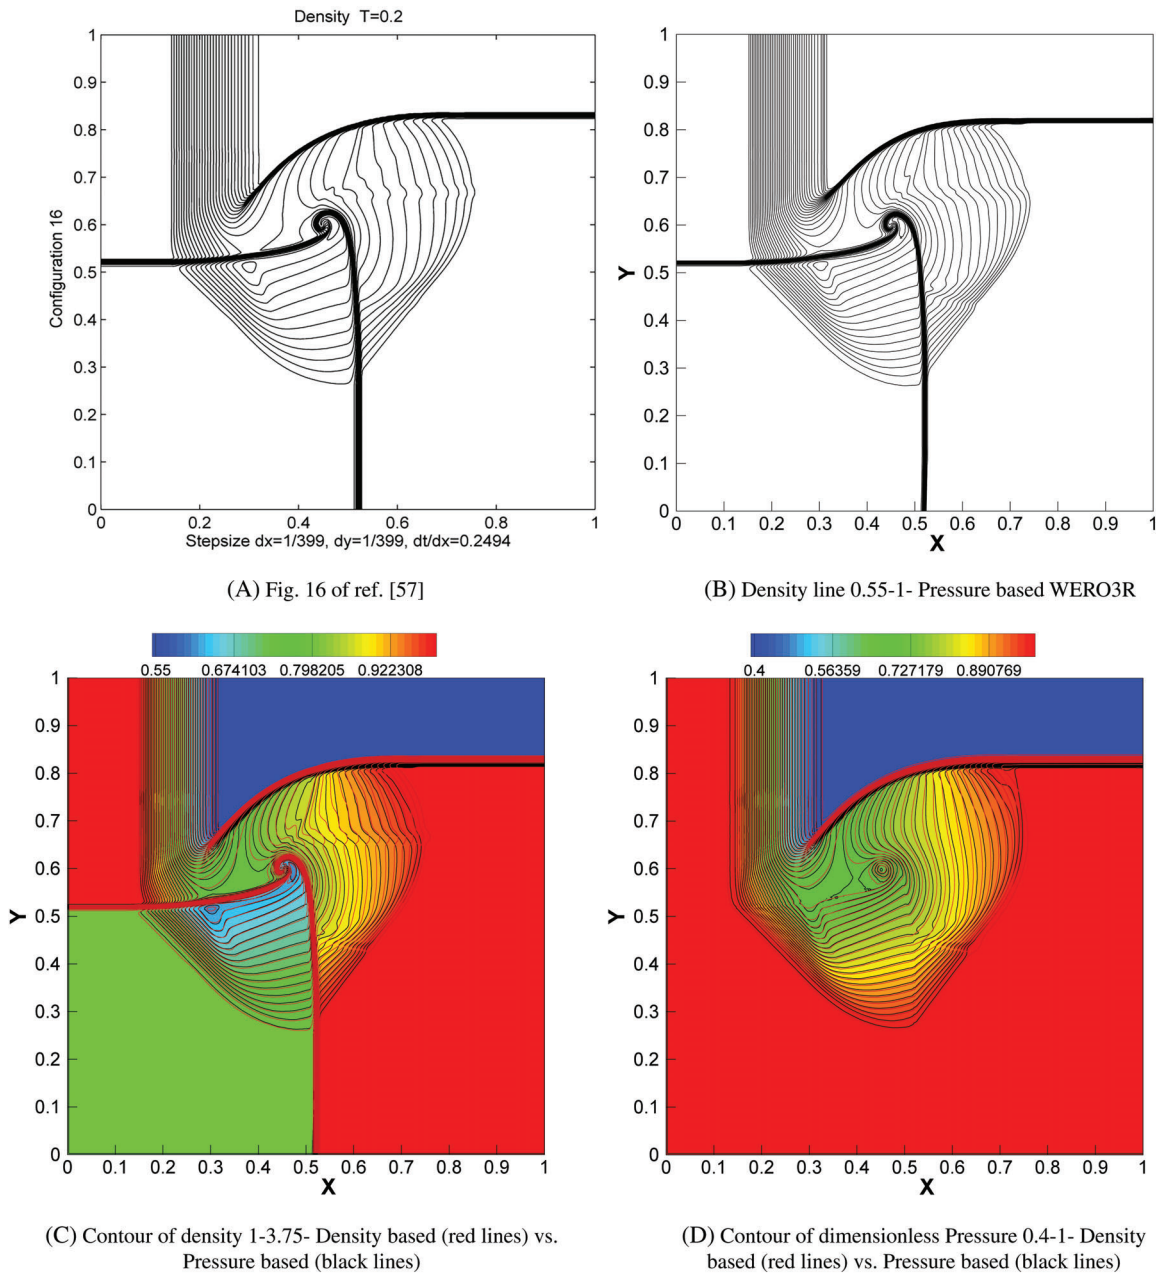 Density T=0.2
1
0.9
0.8
0.7
0.6
0.5
0.4
0.3
0.2
0.1
0
Configuration 16
0 0.2 0.4 0.6 0.8 1
Stepsize dx=1/399, dy=1/399, dt/dx=0.2494
(A) Fig. 16 of ref. [57]
1
0.9
0.8
0.7
0.6
0.5
0.4
0.3
0.2
0.1
0
Y
0 0.1 0.2 0.3 0.4 0.5 0.6 0.7 0.8 0.9 1
X
(B) Density line 0.55-1- Pressure based WERO3R
0.55 0.674103 0.798205 0.922308
1
0.9
0.8
0.7
0.6
0.5
0.4
0.3
0.2
0.1
0
Y
0 0.1 0.2 0.3 0.4 0.5 0.6 0.7 0.8 0.9 1
X
(C) Contour of density 1-3.75- Density based (red lines) vs.
Pressure based (black lines)
0.4 0.56359 0.727179 0.890769
1
0.9
0.8
0.7
0.6
0.5
0.4
0.3
0.2
0.1
0
Y
0 0.1 0.2 0.3 0.4 0.5 0.6 0.7 0.8 0.9 1
X
(D) Contour of dimensionless Pressure 0.4-1- Density
based (red lines) vs. Pressure based (black lines)